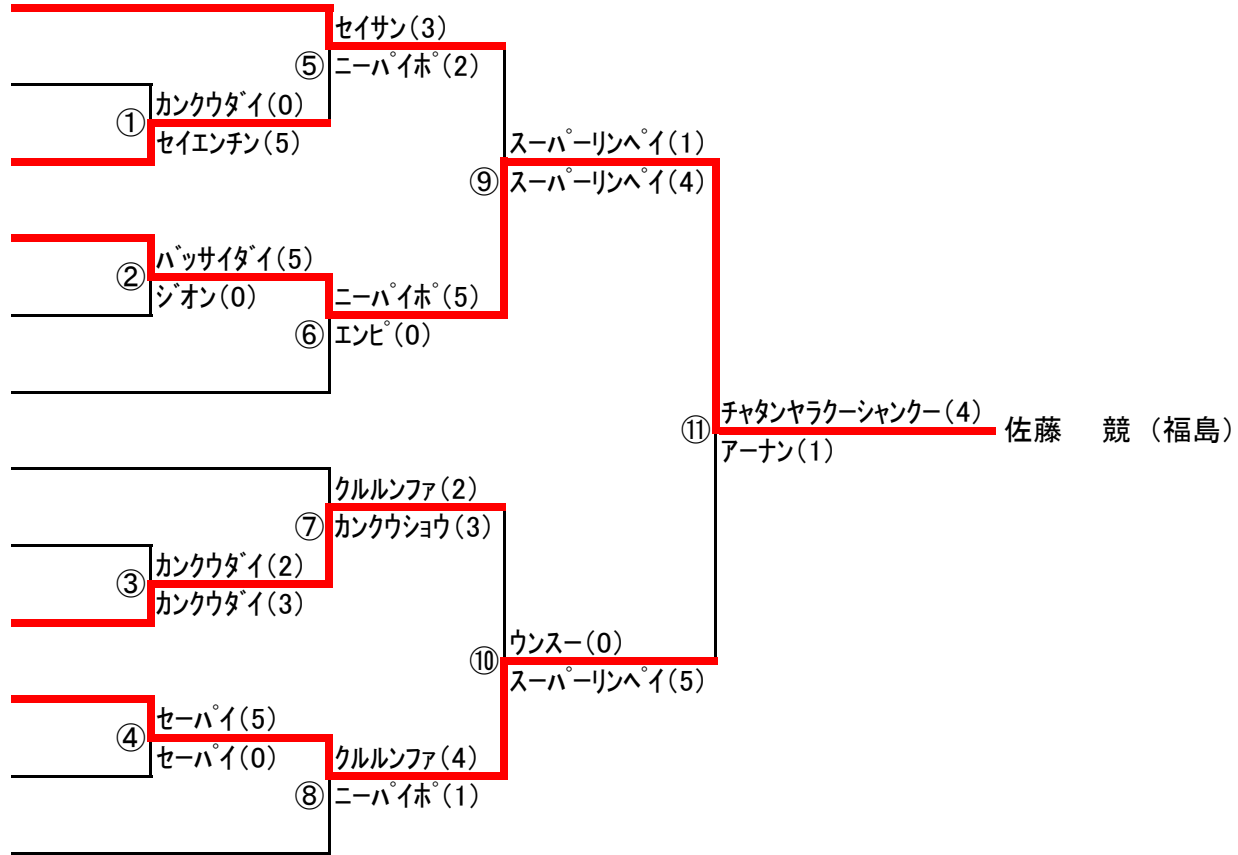 セイサン(3)
⑤
ニーパイポ(2)
カンクウダイ(0)
①
セイエンチン(5)
スーパーリンペイ(1)
⑨
スーパーリンペイ(4)
バッサイダイ(5)
②
ジオン(0)
ニーパイポ(5)
⑥
エンピ(0)
チャタンヤラクーシャンクー(4)
⑪
アーナン(1)
佐藤　競（福島）
クルルンファ(2)
⑦
カンクウショウ(3)
カンクウダイ(2)
③
カンクウダイ(3)
ウンスー(0)
⑩
スーパーリンペイ(5)
セーパイ(5)
④
セーパイ(0)
クルルンファ(4)
⑧
ニーパイポ(1)